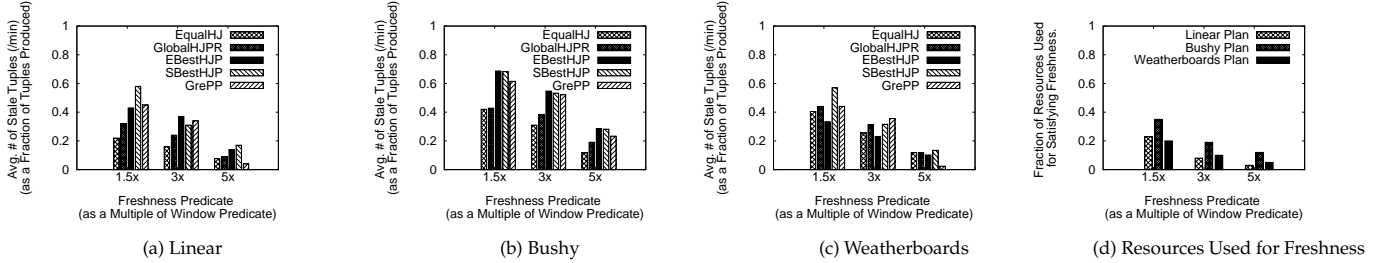 Avg. # of Stale Tuples (/min)
(as a Fraction of Tuples Produced)
1
0.8
0.6
0.4
0.2
0
EqualHJ
GlobalHJPR
EBestHJP
SBestHJP
GrePP
1.5x 3x 5x
Freshness Predicate
(as a Multiple of Window Predicate)
(a) Linear
Avg. # of Stale Tuples (/min)
(as a Fraction of Tuples Produced)
1
0.8
0.6
0.4
0.2
0
EqualHJ
GlobalHJPR
EBestHJP
SBestHJP
GrePP
1.5x 3x 5x
Freshness Predicate
(as a Multiple of Window Predicate)
(b) Bushy
Avg. # of Stale Tuples (/min)
(as a Fraction of Tuples Produced)
1
0.8
0.6
0.4
0.2
0
EqualHJ
GlobalHJPR
EBestHJP
SBestHJP
GrePP
1.5x 3x 5x
Freshness Predicate
(as a Multiple of Window Predicate)
(c) Weatherboards
Fraction of Resources Used
for Satisfying Freshness.
1
0.8
0.6
0.4
0.2
0
Linear Plan
Bushy Plan
Weatherboards Plan
1.5x 3x 5x
Freshness Predicate
(as a Multiple of Window Predicate)
(d) Resources Used for Freshness